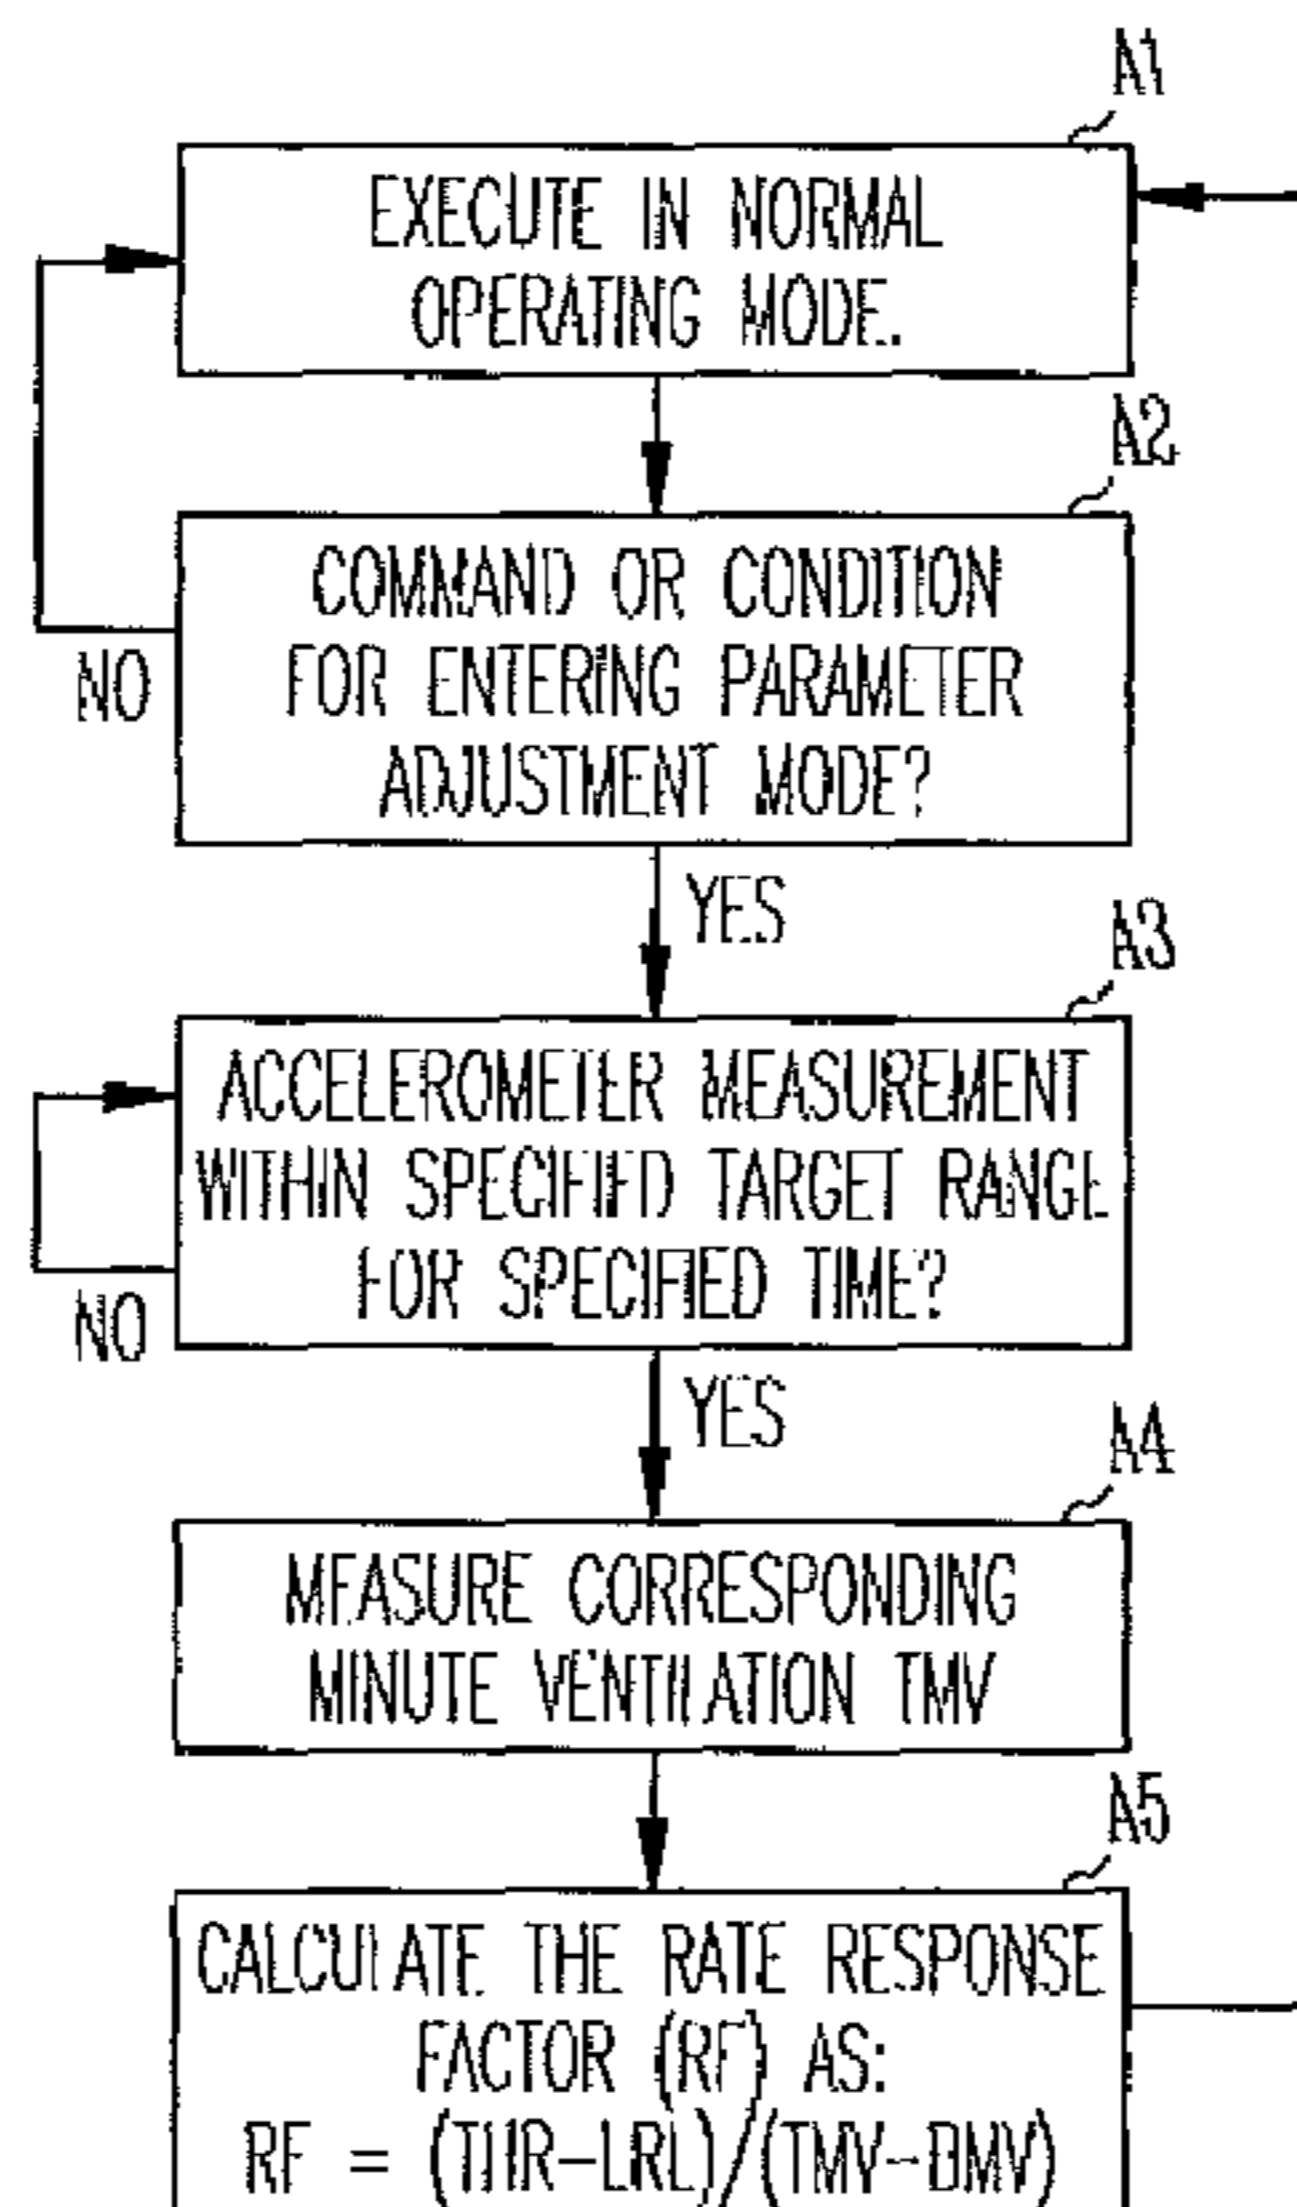 A1
EXECUTE IN NORMAL
OPERATING MODE.
A2
COMMAND OR CONDITION
FOR ENTERING PARAMETER
ADJUSTMENT MODE?
NO
YES
A3
ACCELEROMETER MEASUREMENT
WITHIN SPECIFIED TARGET RANGE
FOR SPECIFIED TIME?
NO
YES
A4
MEASURE CORRESPONDING
MINUTE VENTILATION TMV
A5
CALCULATE THE RATE RESPONSE
FACTOR (RF) AS:
RF = (THR-LRL)/(TMV-BMV)